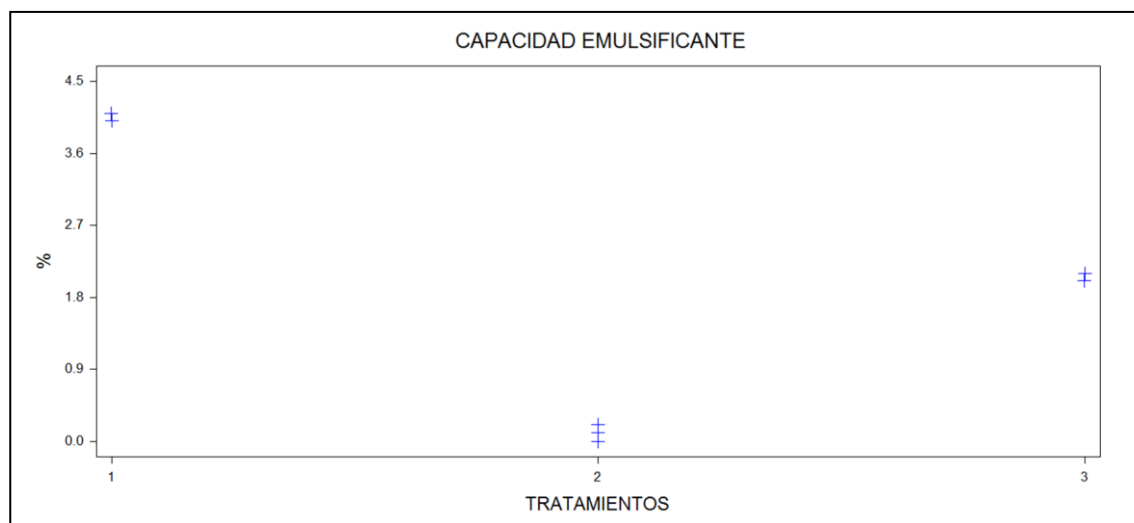 CAPACIDAD EMULSIFICANTE
4.5
3.6
2.7
%
1.8
0.9
0.0
1 2 3
TRATAMIENTOS